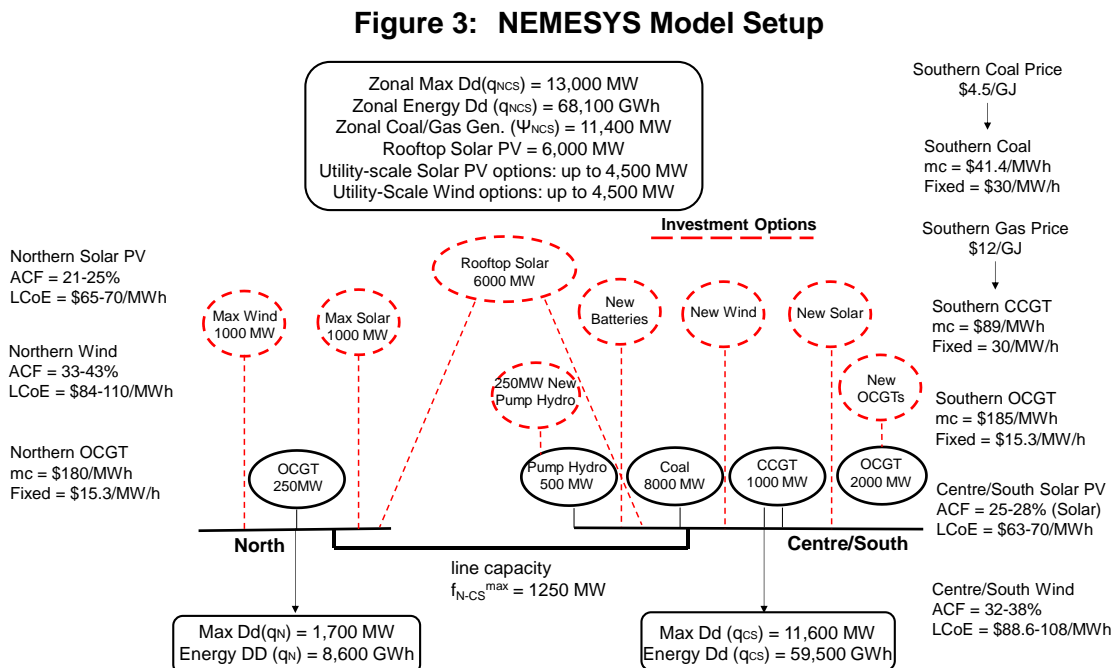 Figure 3: NEMESYS Model Setup
Zonal Max Dd(qNCS) = 13,000 MW
Zonal Energy Dd (qNCS) = 68,100 GWh
Zonal Coal/Gas Gen. (ΨNCS) = 11,400 MW
Rooftop Solar PV = 6,000 MW
Utility-scale Solar PV options: up to 4,500 MW
Utility-Scale Wind options: up to 4,500 MW
Investment Options
Northern Solar PV
ACF = 21-25%
LCoE = $65-70/MWh
Northern Wind
ACF = 33-43%
LCoE = $84-110/MWh
Northern OCGT
mc = $180/MWh
Fixed = $15.3/MW/h
Max Wind
1000 MW
Max Solar
1000 MW
Rooftop Solar
6000 MW
New
Batteries
New Wind
New Solar
250MW New
Pump Hydro
New
OCGTs
OCGT
250MW
Pump Hydro
500 MW
Coal
8000 MW
CCGT
1000 MW
OCGT
2000 MW
North
Centre/South
line capacity
fN-CSmax = 1250 MW
Max Dd(qN) = 1,700 MW
Energy DD (qN) = 8,600 GWh
Max Dd (qCS) = 11,600 MW
Energy Dd (qCS) = 59,500 GWh
Southern Coal Price
$4.5/GJ
Southern Coal
mc = $41.4/MWh
Fixed = $30/MW/h
Southern Gas Price
$12/GJ
Southern CCGT
mc = $89/MWh
Fixed = 30/MW/h
Southern OCGT
mc = $185/MWh
Fixed = $15.3/MW/h
Centre/South Solar PV
ACF = 25-28% (Solar)
LCoE = $63-70/MWh
Centre/South Wind
ACF = 32-38%
LCoE = $88.6-108/MWh